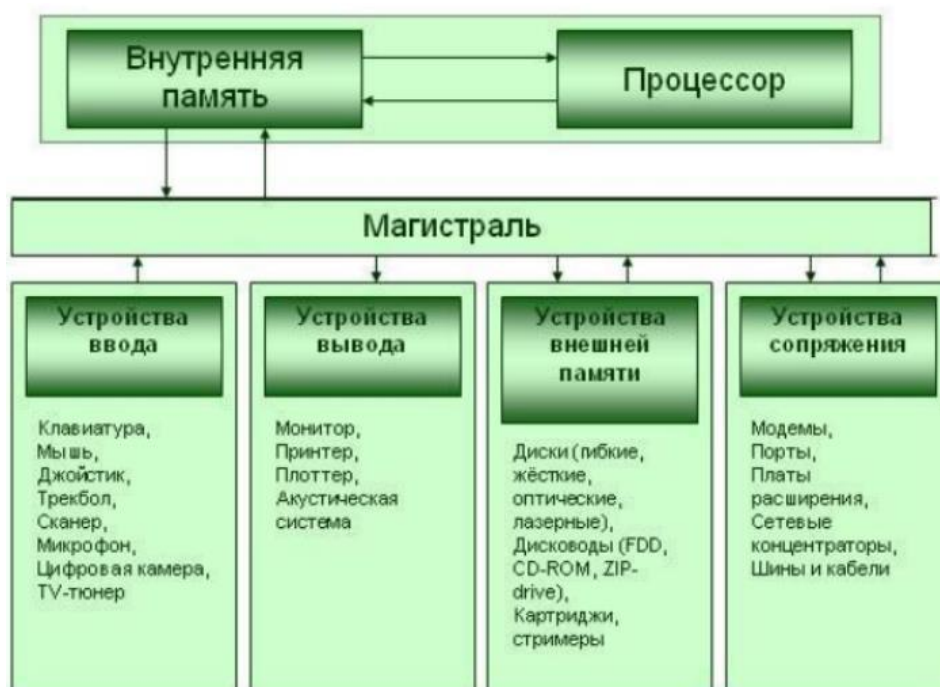 Внутренняя
память
Процессор
Магистраль
Устройства
ввода
Клавиатура,
Мышь,
Джойстик,
Трекбол,
Сканер,
Микрофон,
Цифровая камера,
TV-тюнер
Устройства
вывода
Монитор,
Принтер,
Плоттер,
Акустическая
система
Устройства
внешней
памяти
Диски (гибкие,
жёсткие,
оптические,
лазерные),
Дисководы (FDD,
CD-ROM, ZIP-
drive),
Картриджи,
стримеры
Устройства
сопряжения
Модемы,
Порты,
Платы
расширения,
Сетевые
концентраторы,
Шины и кабели